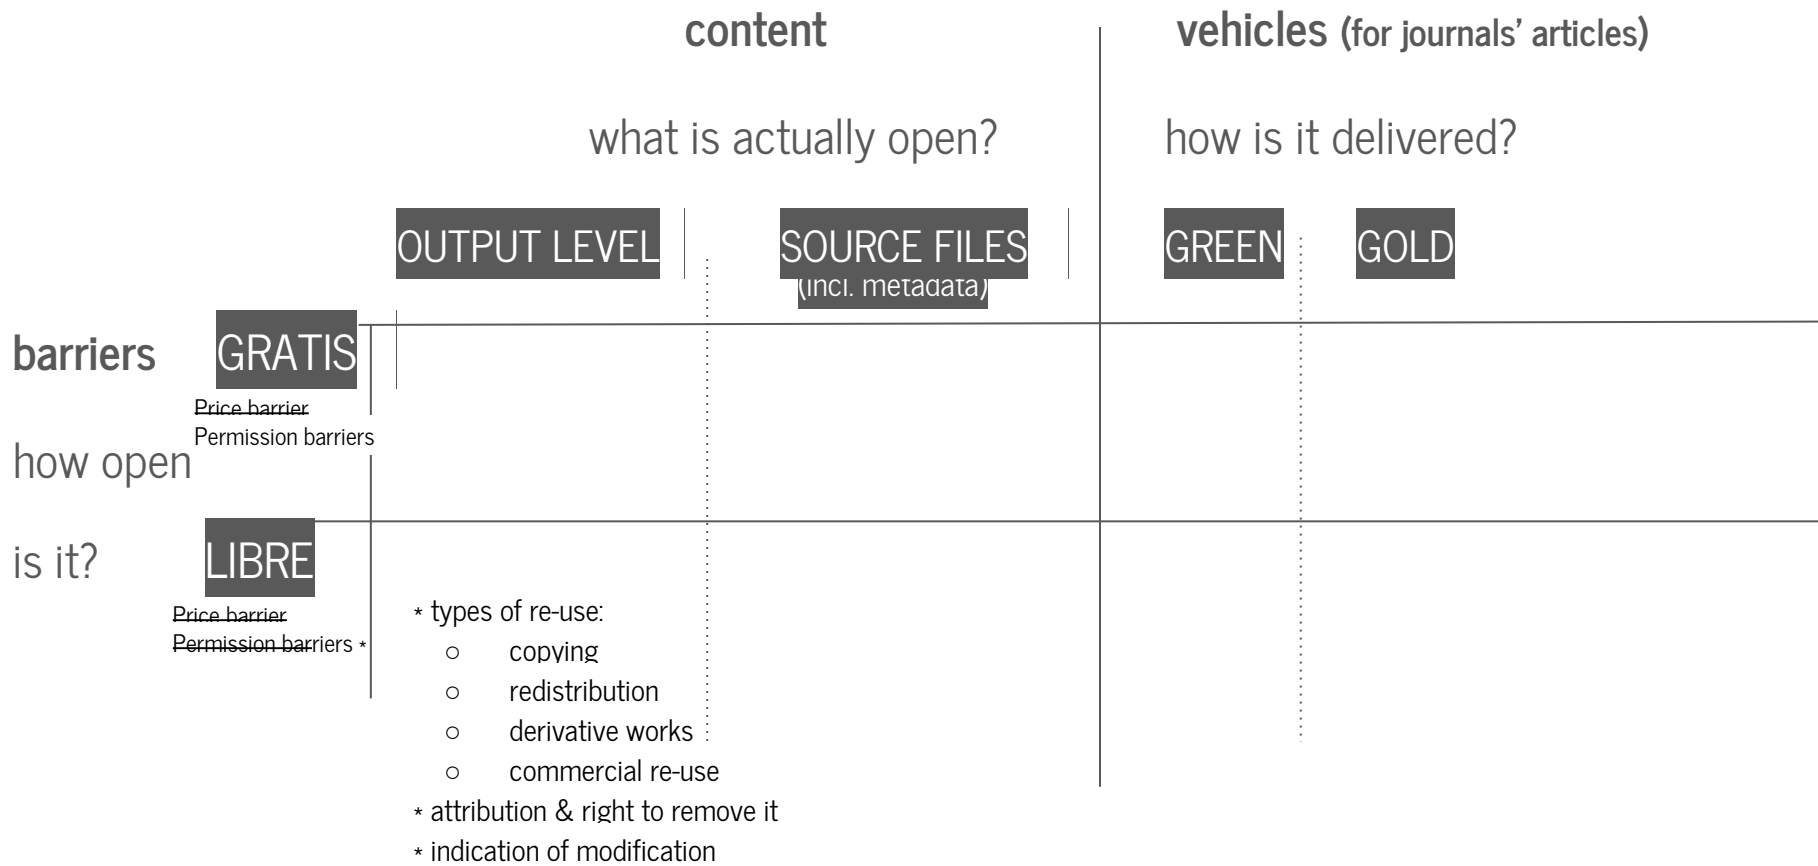 content
vehicles (for journals' articles)
what is actually open?
how is it delivered?
OUTPUT LEVEL
SOURCE FILES
(incl. metadata)
GREEN
GOLD
barriers
GRATIS
Price barrier
Permission barriers
how open
is it?
LIBRE
Price barrier
Permission barriers *
* types of re-use:
○ copying
○ redistribution
○ derivative works
○ commercial re-use
* attribution & right to remove it
* indication of modification